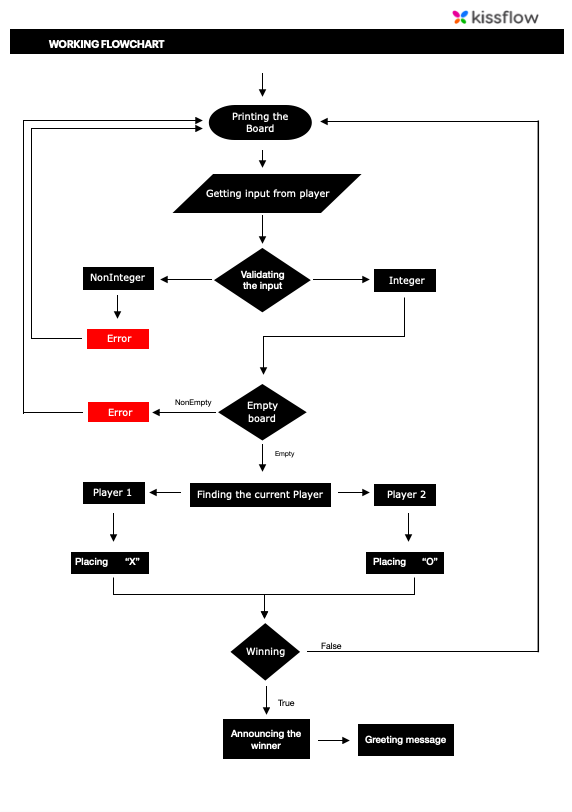 kissflow
WORKING FLOWCHART
Printing the
Board
Getting input from player
Validating
the input
NonInteger
Integer
Error
Empty
board
NonEmpty
Error
Empty
Player 1
Finding the current Player
Player 2
Placing “X”
Placing “O”
Winning
False
True
Announcing the
winner
Greeting message